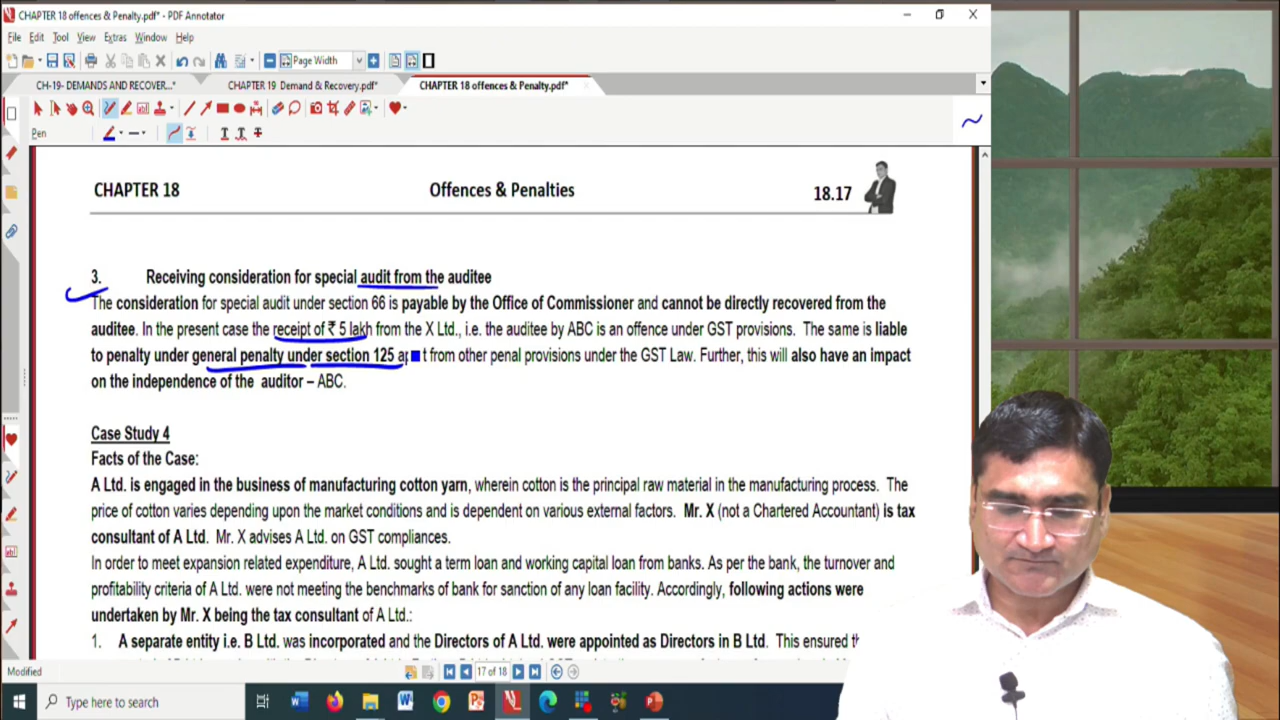 CHAPTER 18 offences & Penalty.pdf* - PDF Annotator
File Edit Tool View Extras Window Help
Page Width
CH-19- DEMANDS AND RECOVER...*
CHAPTER 19 Demand & Recovery.pdf*
CHAPTER 18 offences & Penalty.pdf*
Pen
CHAPTER 18
Offences & Penalties
18.17
3. Receiving consideration for special audit from the auditee
The consideration for special audit under section 66 is payable by the Office of Commissioner and cannot be directly recovered from the
auditee. In the present case the receipt of ₹ 5 lakh from the X Ltd., i.e. the auditee by ABC is an offence under GST provisions. The same is liable
to penalty under general penalty under section 125 from other penal provisions under the GST Law. Further, this will also have an impact
on the independence of the auditor – ABC.
Case Study 4
Facts of the Case:
A Ltd. is engaged in the business of manufacturing cotton yarn, wherein cotton is the principal raw material in the manufacturing process. The
price of cotton varies depending upon the market conditions and is dependent on various external factors. Mr. X (not a Chartered Accountant) is tax
consultant of A Ltd. Mr. X advises A Ltd. on GST compliances.
In order to meet expansion related expenditure, A Ltd. sought a term loan and working capital loan from banks. As per the bank, the turnover and
profitability criteria of A Ltd. were not meeting the benchmarks of bank for sanction of any loan facility. Accordingly, following actions were
undertaken by Mr. X being the tax consultant of A Ltd.:
1. A separate entity i.e. B Ltd. was incorporated and the Directors of A Ltd. were appointed as Directors in B Ltd. This ensured
Modified
17 of 18
Type here to search